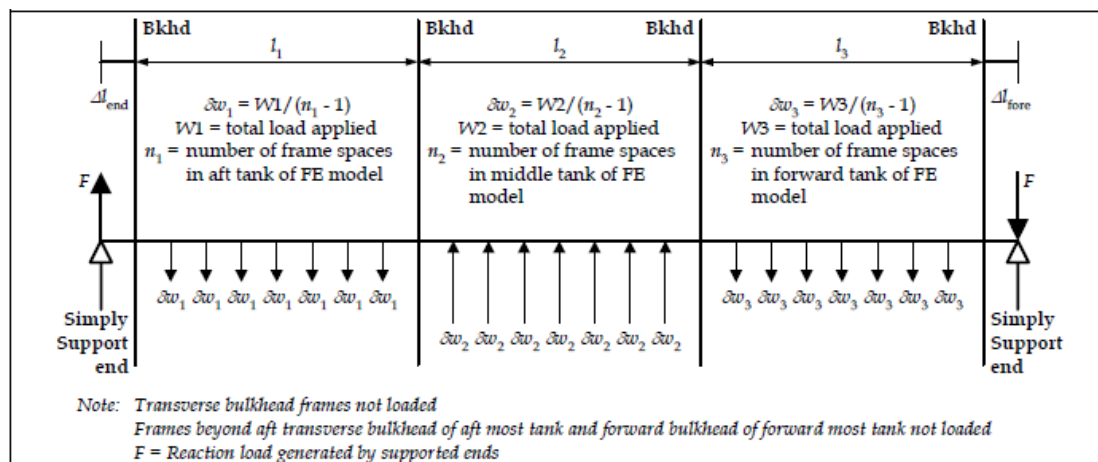 Bkhd Bkhd Bkhd Bkhd
l₁ l₂ l₃
Δl_end Δl_fore
δw₁ = W1/(n₁ - 1)
W1 = total load applied
n₁ = number of frame spaces
in aft tank of FE model
δw₂ = W2/(n₂ - 1)
W2 = total load applied
n₂ = number of frame spaces
in middle tank of FE
model
δw₃ = W3/(n₃ - 1)
W3 = total load applied
n₃ = number of frame spaces
in forward tank of FE
model
F F
δw₁ δw₁ δw₁ δw₁ δw₁ δw₁ δw₁
δw₂ δw₂ δw₂ δw₂ δw₂ δw₂ δw₂
δw₃ δw₃ δw₃ δw₃ δw₃ δw₃ δw₃
Simply
Support
end
Simply
Support
end
Note: Transverse bulkhead frames not loaded
Frames beyond aft transverse bulkhead of aft most tank and forward bulkhead of forward most tank not loaded
F = Reaction load generated by supported ends